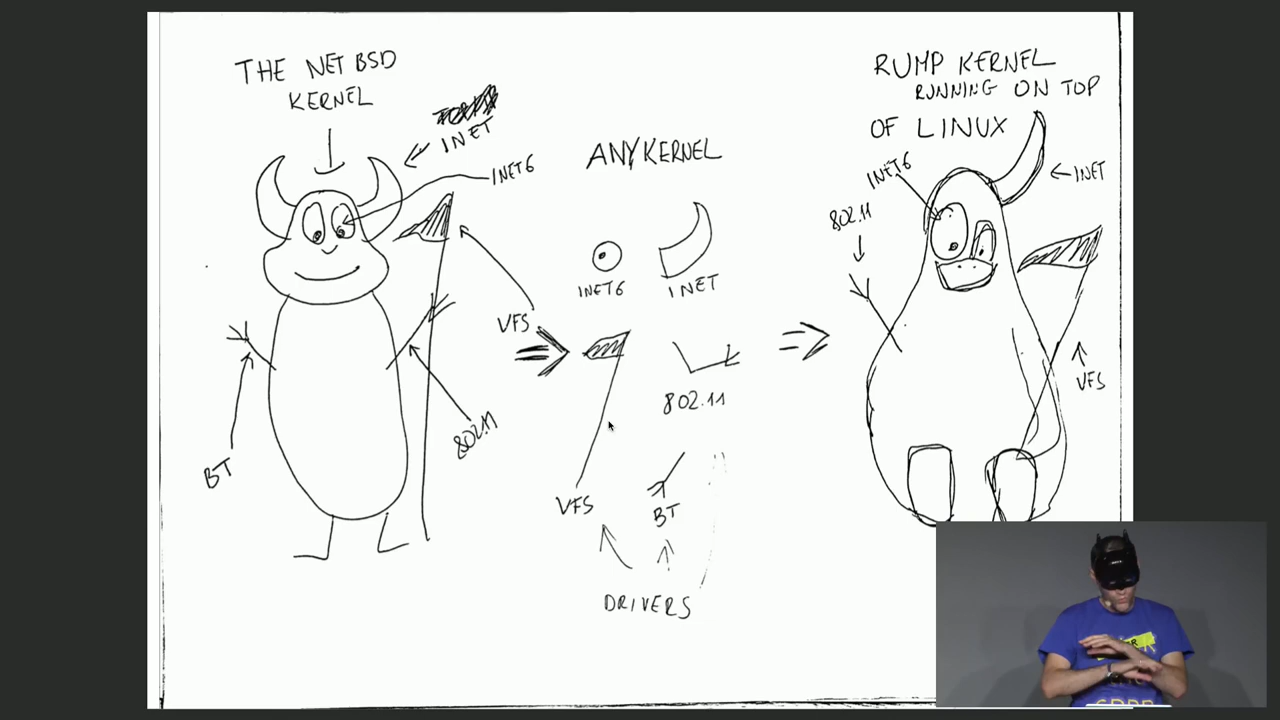 THE NET BSD
KERNEL
INET
INET6
VFS
BT
802.11
ANYKERNEL
INET6
INET
802.11
VFS
BT
DRIVERS
RUMP KERNEL
RUNNING ON TOP
OF LINUX
INET6
INET
802.11
VFS